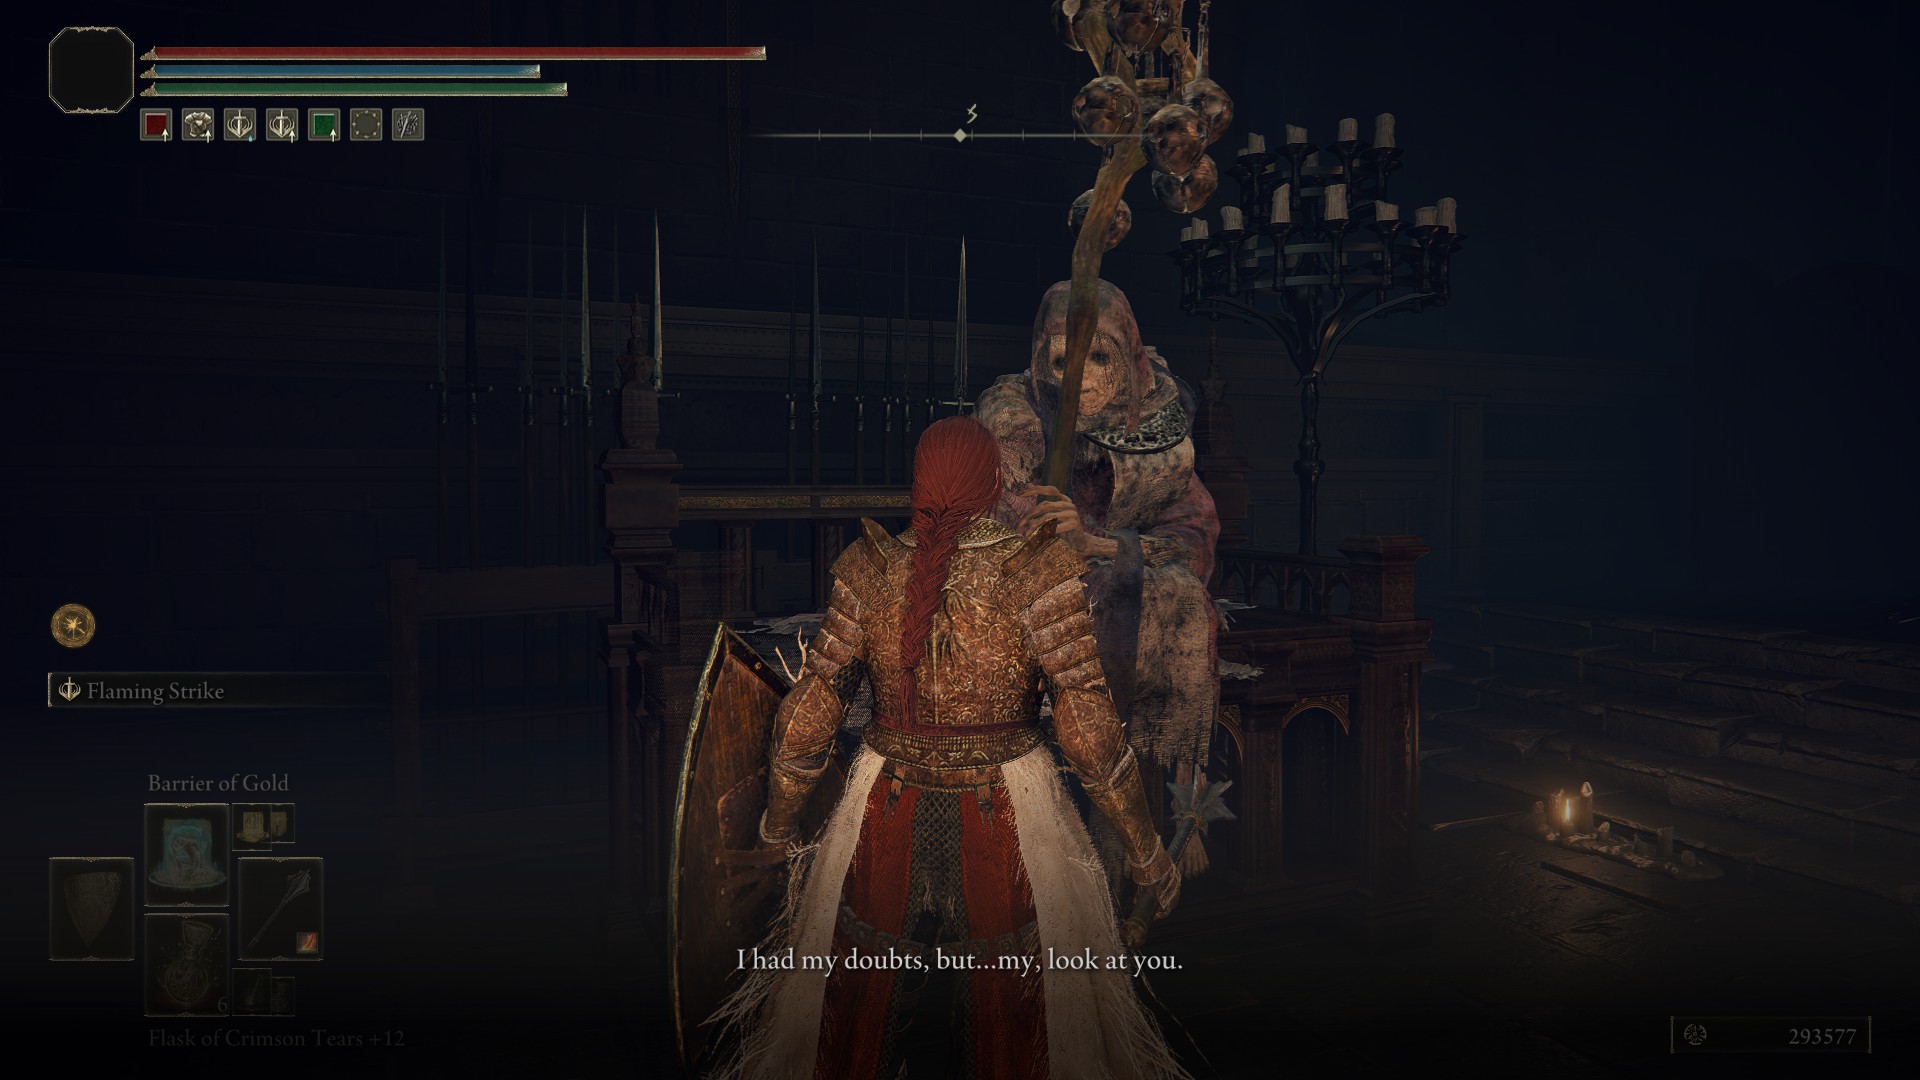 Flaming Strike
Barrier of Gold
6
I had my doubts, but...my, look at you.
Flask of Crimson Tears +12
293577